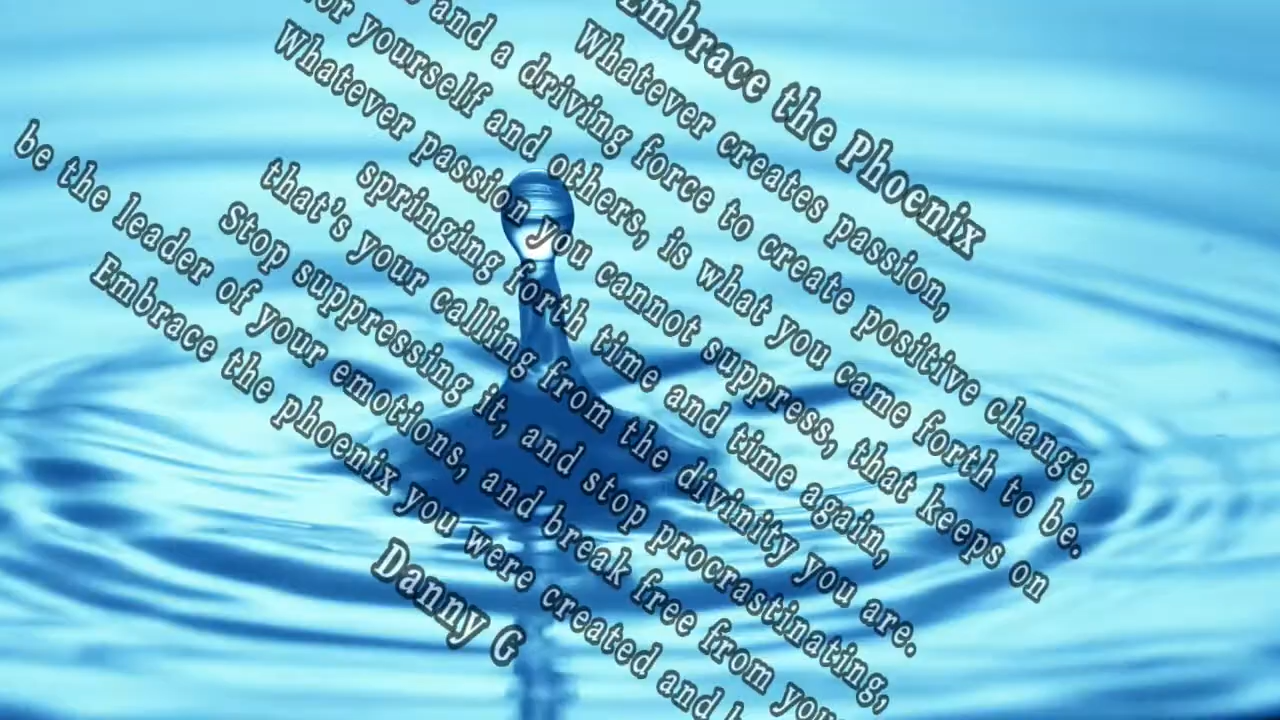 Embrace the Phoenix
Whatever creates passion,
and a driving force to create positive change,
yourself and others, is what you came forth to be.
Whatever passion you cannot suppress, that keeps on
springing forth time and time again,
that's your calling from the divinity you are.
Stop suppressing it, and stop procrastinating,
be the leader of your emotions, and break free from
Embrace the phoenix you were created and
Danny G